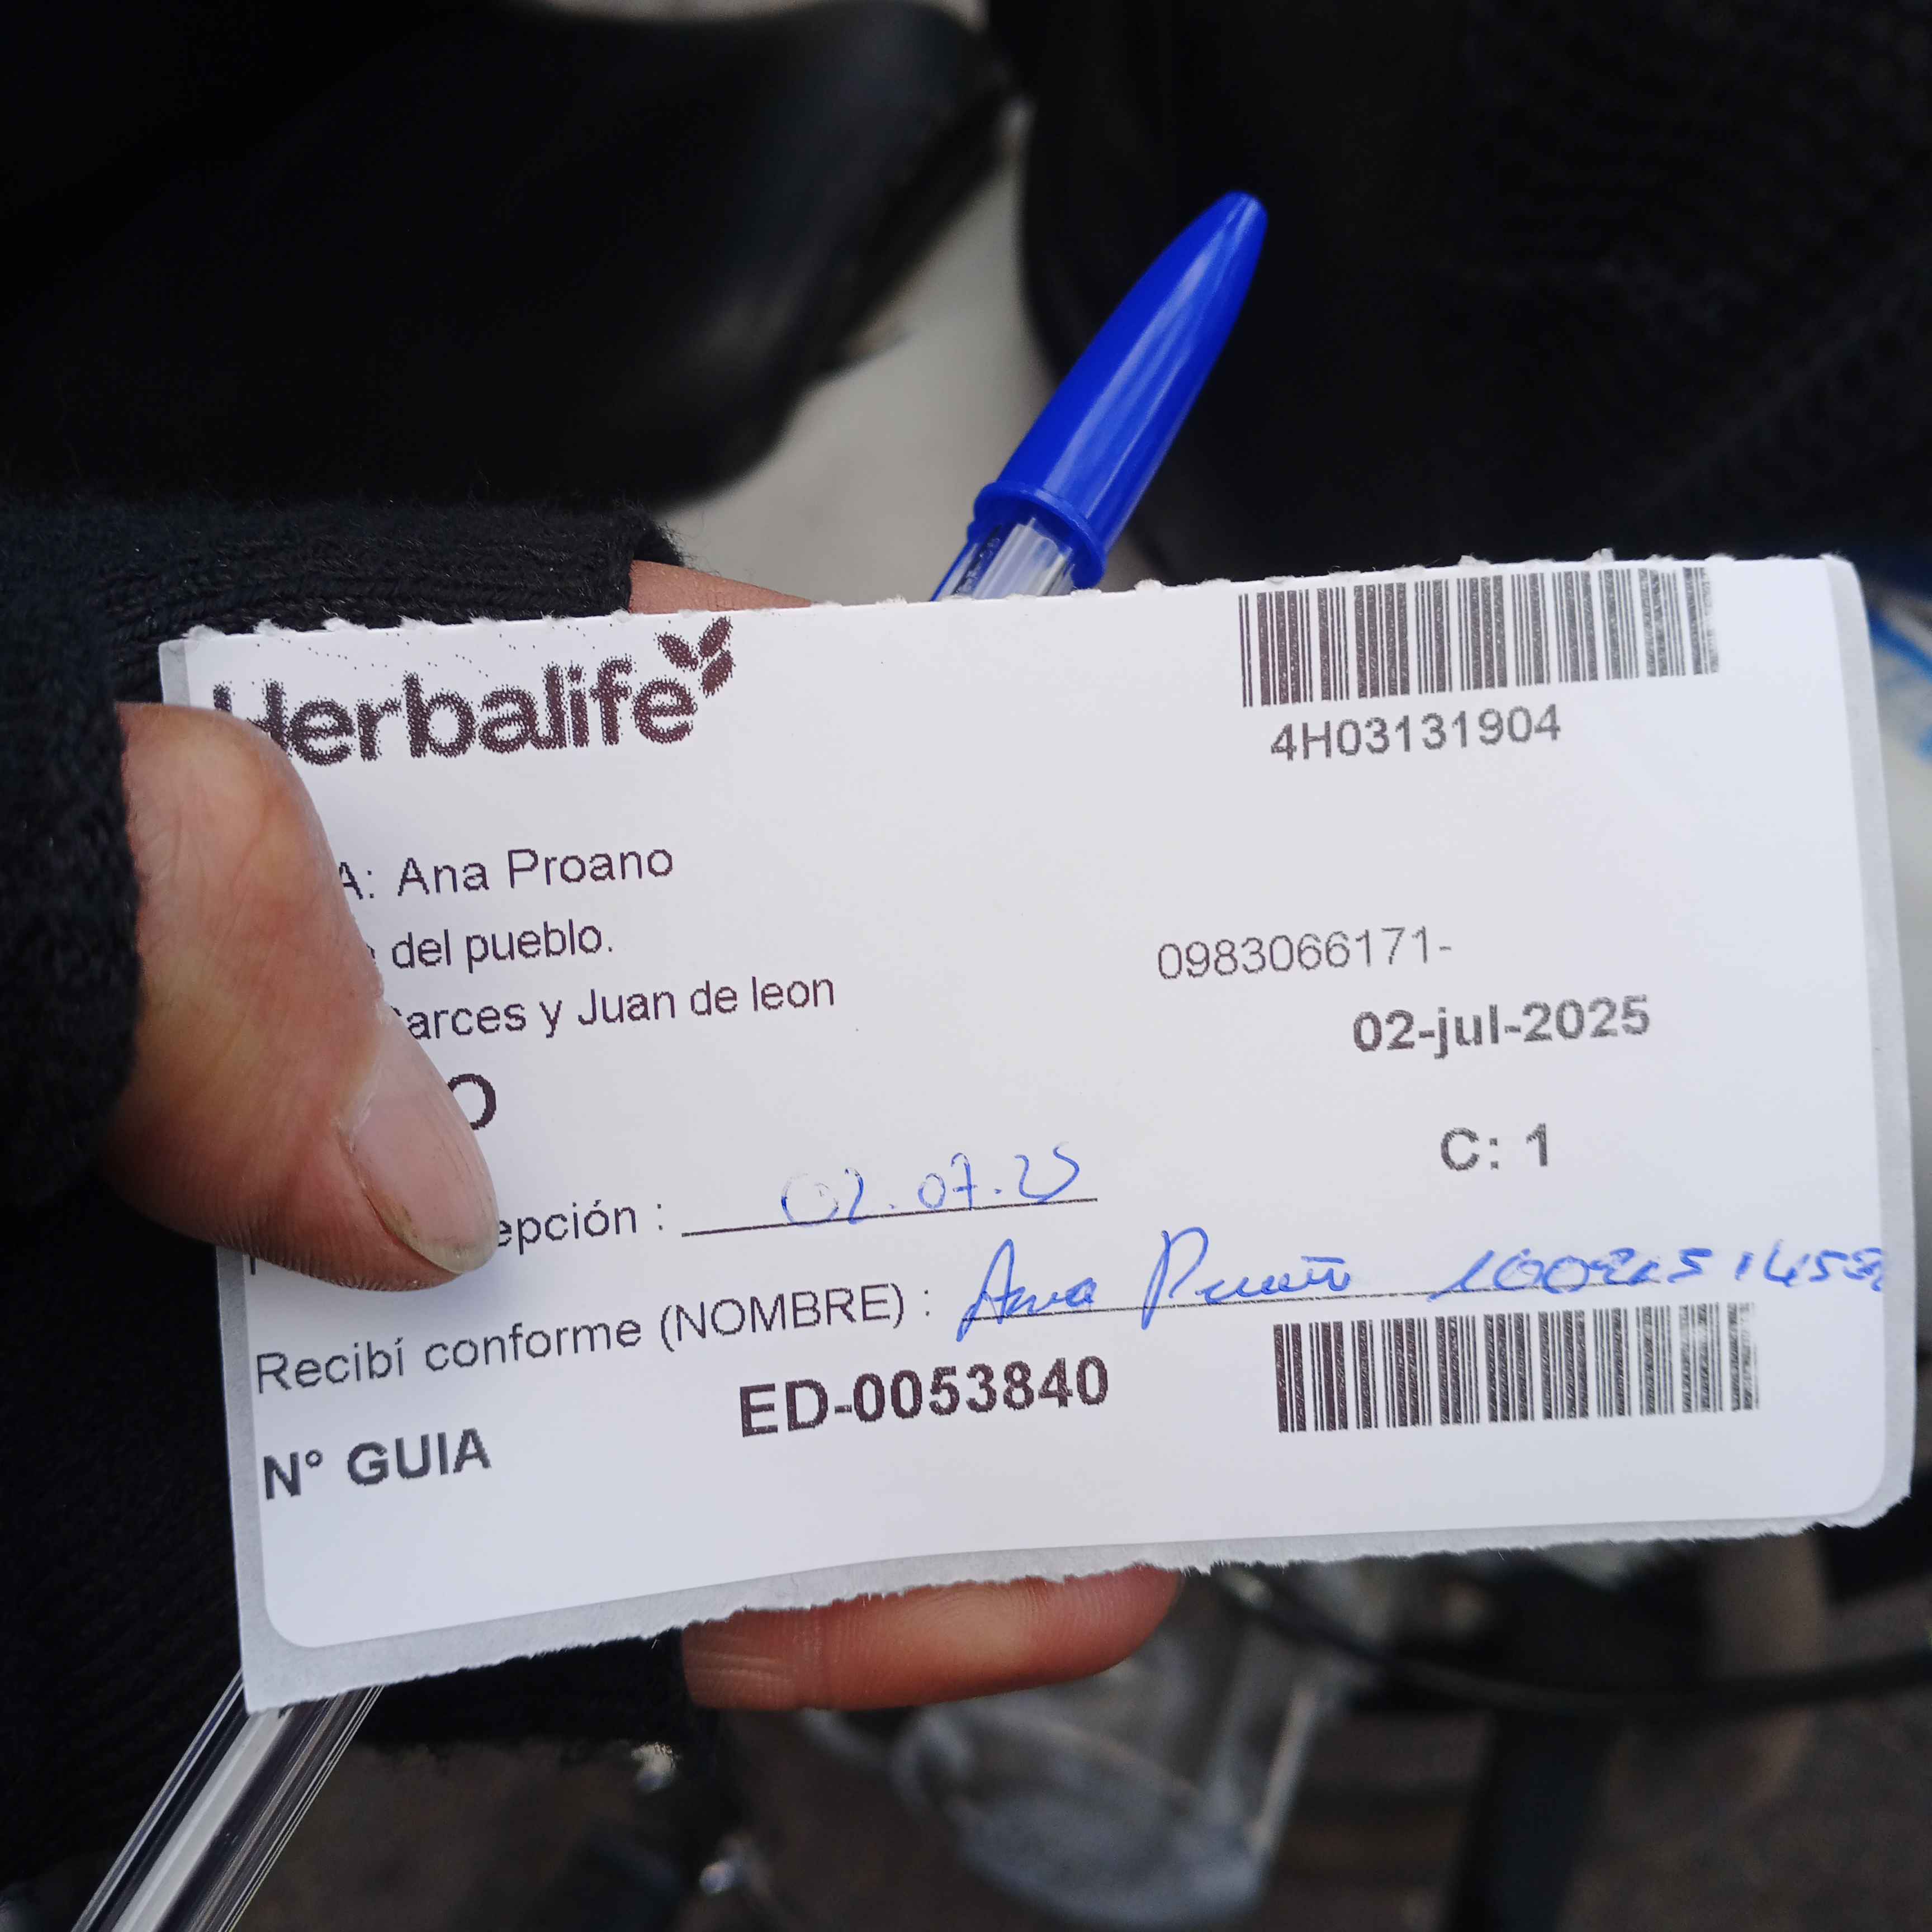 Herbalife
4H03131904
A: Ana Proano
del pueblo.
0983066171-
arces y Juan de leon
02-jul-2025
O
C: 1
epción : 02.07.25
Recibí conforme (NOMBRE) : Ana
ED-0053840
N° GUIA